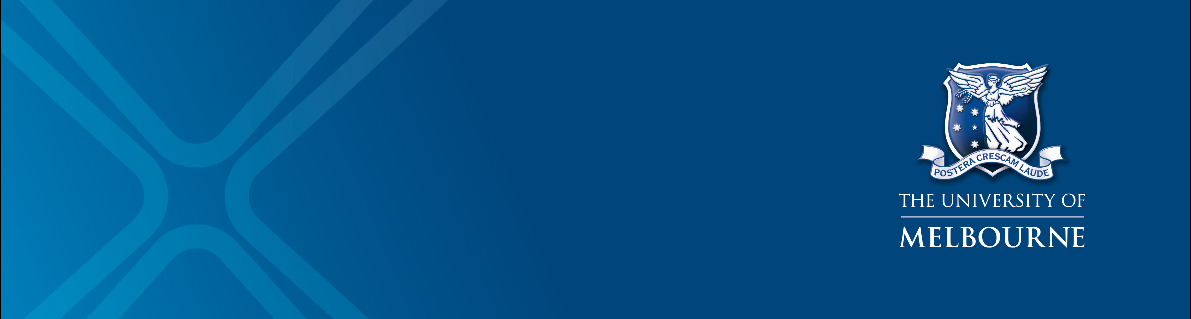 POSTERA CRESCAM LAUDE
THE UNIVERSITY OF
MELBOURNE